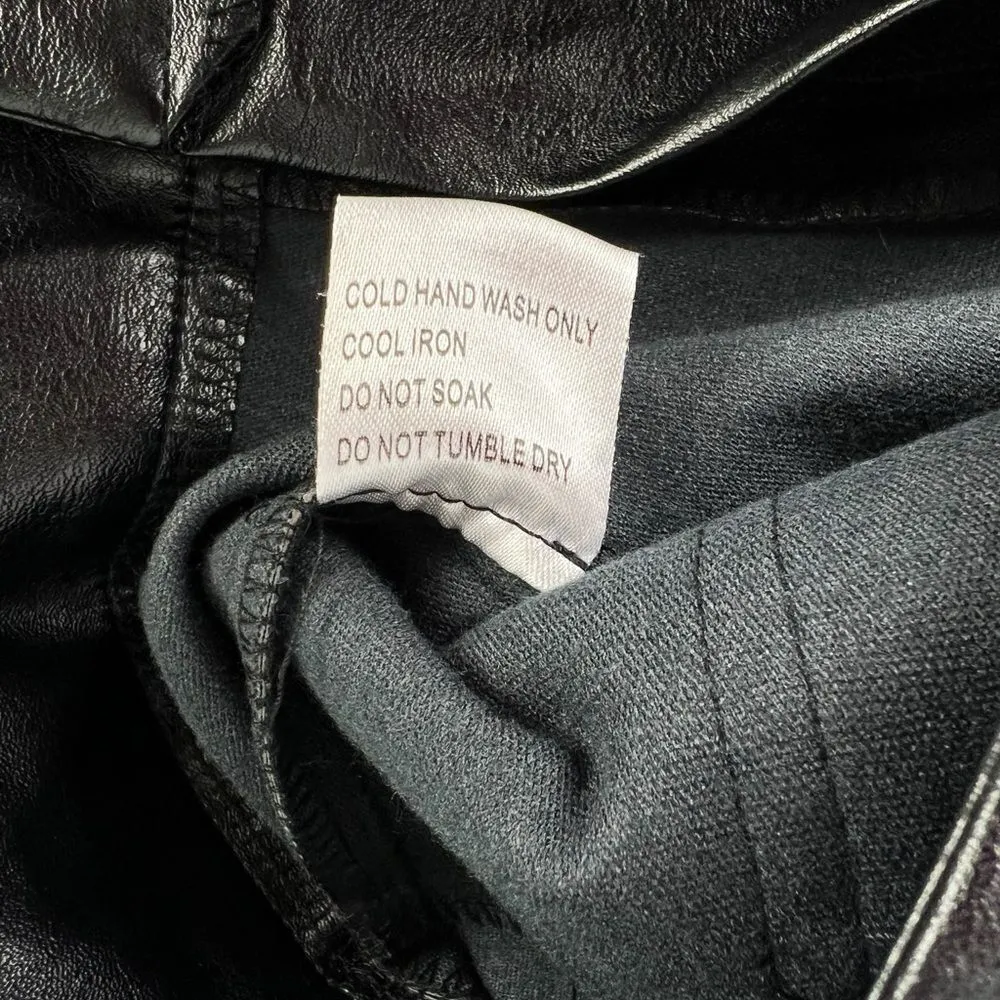 COLD HAND WASH ONLY
COOL IRON
DO NOT SOAK
DO NOT TUMBLE DRY